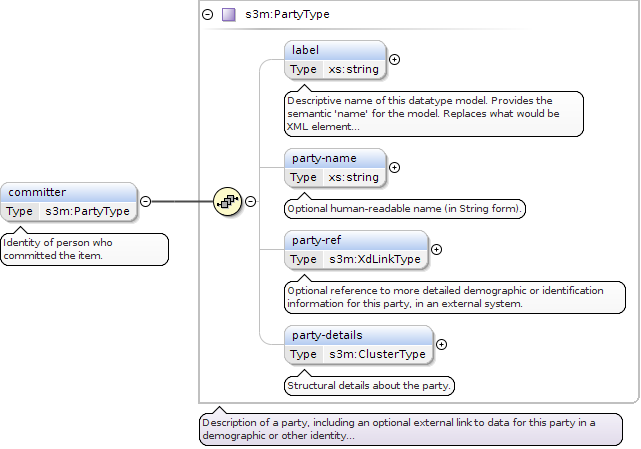 s3m:PartyType
label
Type xs:string
Descriptive name of this datatype model. Provides the
semantic 'name' for the model. Replaces what would be
XML element...
party-name
Type xs:string
Optional human-readable name (in String form).
committer
Type s3m:PartyType
Identity of person who
committed the item.
party-ref
Type s3m:XdLinkType
Optional reference to more detailed demographic or identification
information for this party, in an external system.
party-details
Type s3m:ClusterType
Structural details about the party.
Description of a party, including an optional external link to data for this party in a
demographic or other identity...